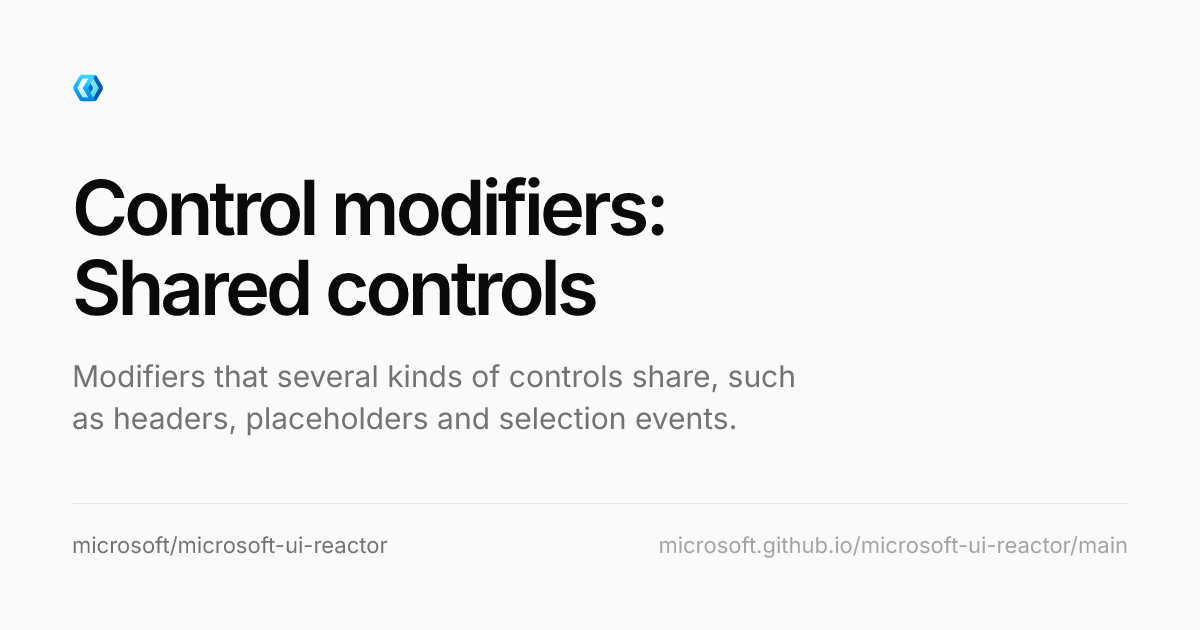 Control modifiers:
Shared controls
Modifiers that several kinds of controls share, such
as headers, placeholders and selection events.
microsoft/microsoft-ui-reactor
microsoft.github.io/microsoft-ui-reactor/main